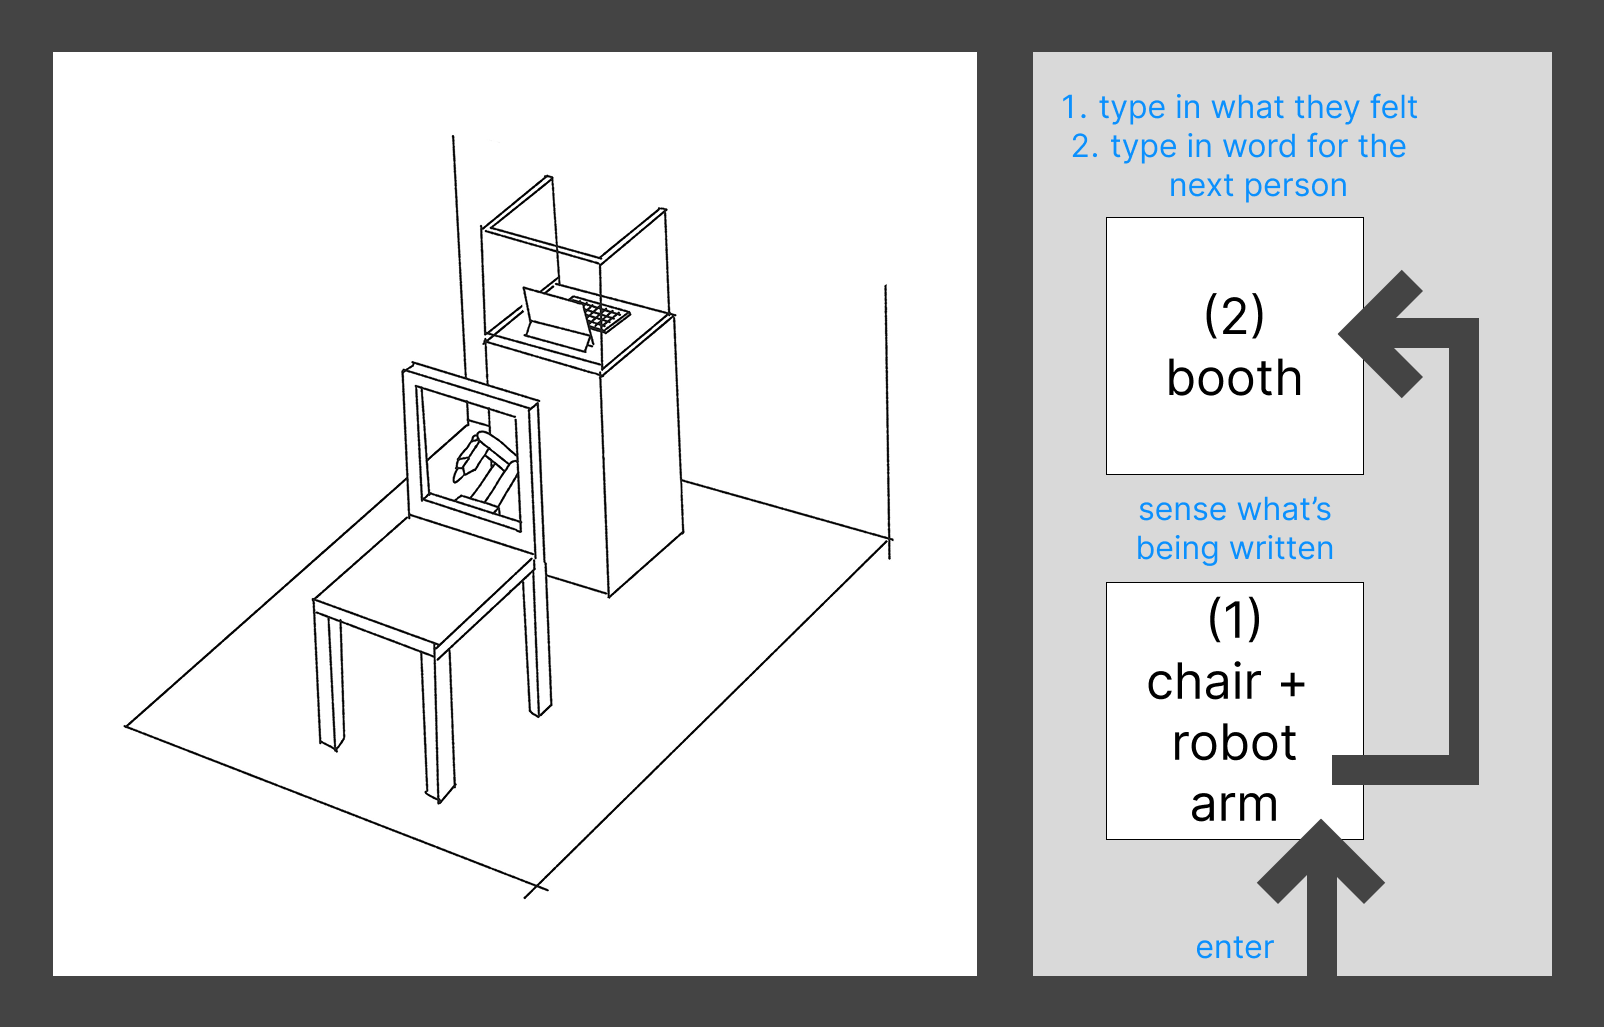 1. type in what they felt
2. type in word for the
next person
(2)
booth
sense what’s
being written
(1)
chair +
robot
arm
enter